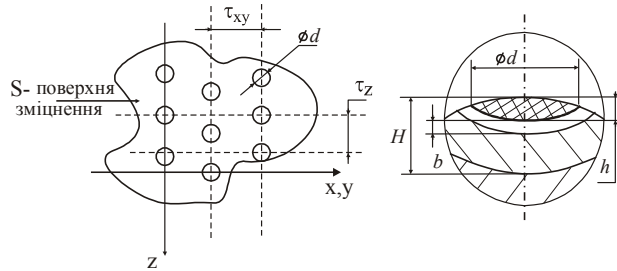 τxy
ϕd
S- поверхня
зміцнення
τz
x,y
z
ϕd
H
b
h